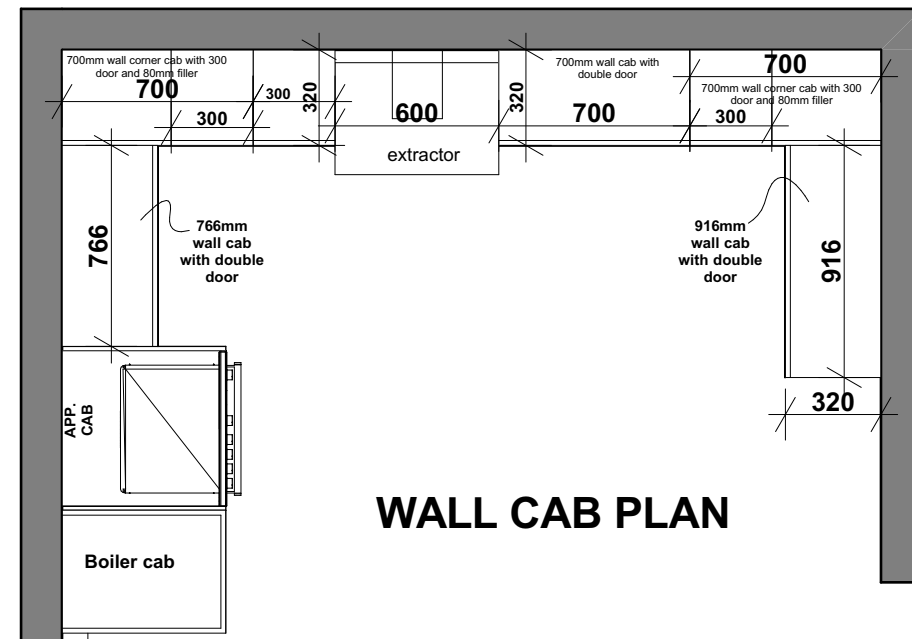 700mm wall corner cab with 300
door and 80mm filler
700
300
300
320
600
extractor
320
700mm wall cab with
double door
700
700
700mm wall corner cab with 300
door and 80mm filler
300
766
766mm
wall cab
with double
door
916mm
wall cab
with double
door
916
320
APP.
CAB
WALL CAB PLAN
Boiler cab